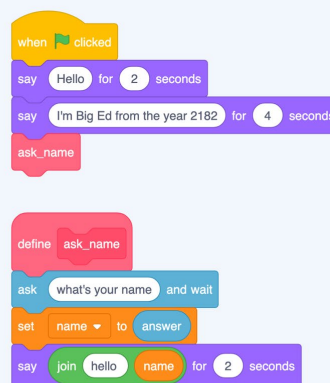 when clicked
say Hello for 2 seconds
say I'm Big Ed from the year 2182 for 4 seconds
ask_name
define ask_name
ask what's your name and wait
set name to answer
say join hello name for 2 seconds